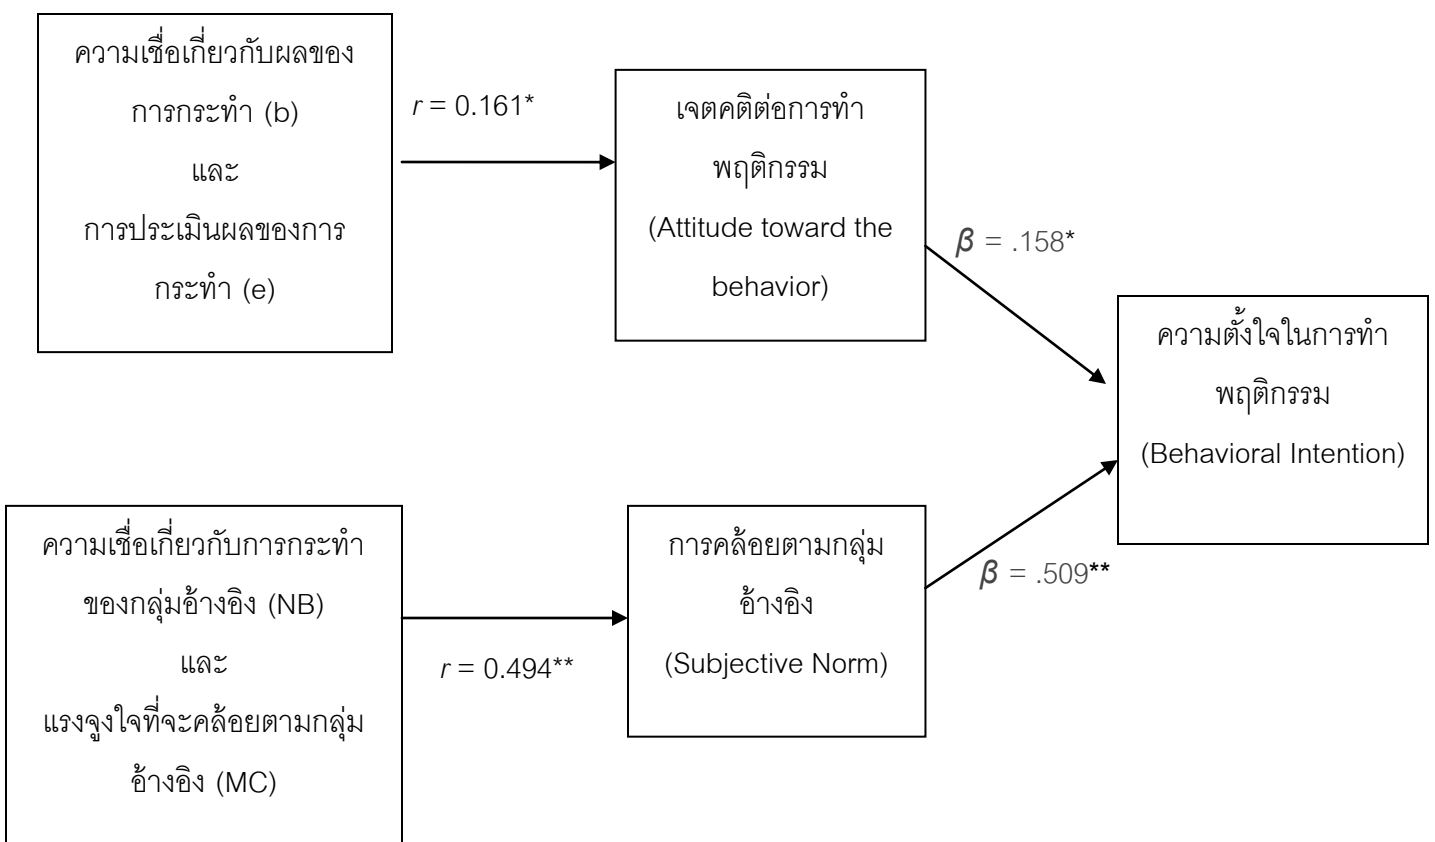 ความเชื่อเกี่ยวกับผลของ
การกระทำ (b)
และ
การประเมินผลของการ
กระทำ (e)
r = 0.161*
เจตคติต่อการทำ
พฤติกรรม
(Attitude toward the
behavior)
β = .158*
ความตั้งใจในการทำ
พฤติกรรม
(Behavioral Intention)
ความเชื่อเกี่ยวกับการกระทำ
ของกลุ่มอ้างอิง (NB)
และ
แรงจูงใจที่จะคล้อยตามกลุ่ม
อ้างอิง (MC)
r = 0.494**
การคล้อยตามกลุ่ม
อ้างอิง
(Subjective Norm)
β = .509**